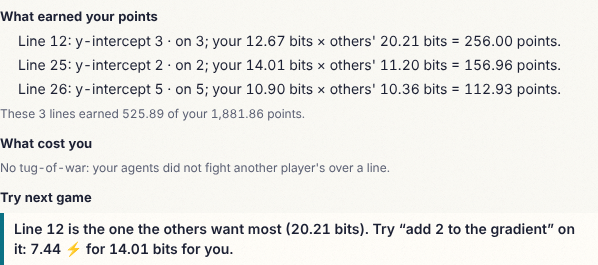 What earned your points
Line 12: y-intercept 3 · on 3; your 12.67 bits × others' 20.21 bits = 256.00 points.
Line 25: y-intercept 2 · on 2; your 14.01 bits × others' 11.20 bits = 156.96 points.
Line 26: y-intercept 5 · on 5; your 10.90 bits × others' 10.36 bits = 112.93 points.
These 3 lines earned 525.89 of your 1,881.86 points.
What cost you
No tug-of-war: your agents did not fight another player's over a line.
Try next game
Line 12 is the one the others want most (20.21 bits). Try “add 2 to the gradient” on
it: 7.44 ⚡ for 14.01 bits for you.